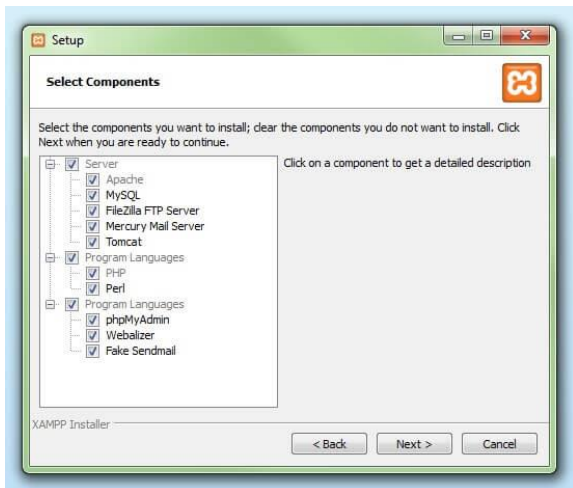 Setup
Select Components
Select the components you want to install; clear the components you do not want to install. Click
Next when you are ready to continue.
Server
Apache
MySQL
FileZilla FTP Server
Mercury Mail Server
Tomcat
Program Languages
PHP
Perl
Program Languages
phpMyAdmin
Webalizer
Fake Sendmail
Click on a component to get a detailed description
XAMPP Installer
< Back
Next >
Cancel